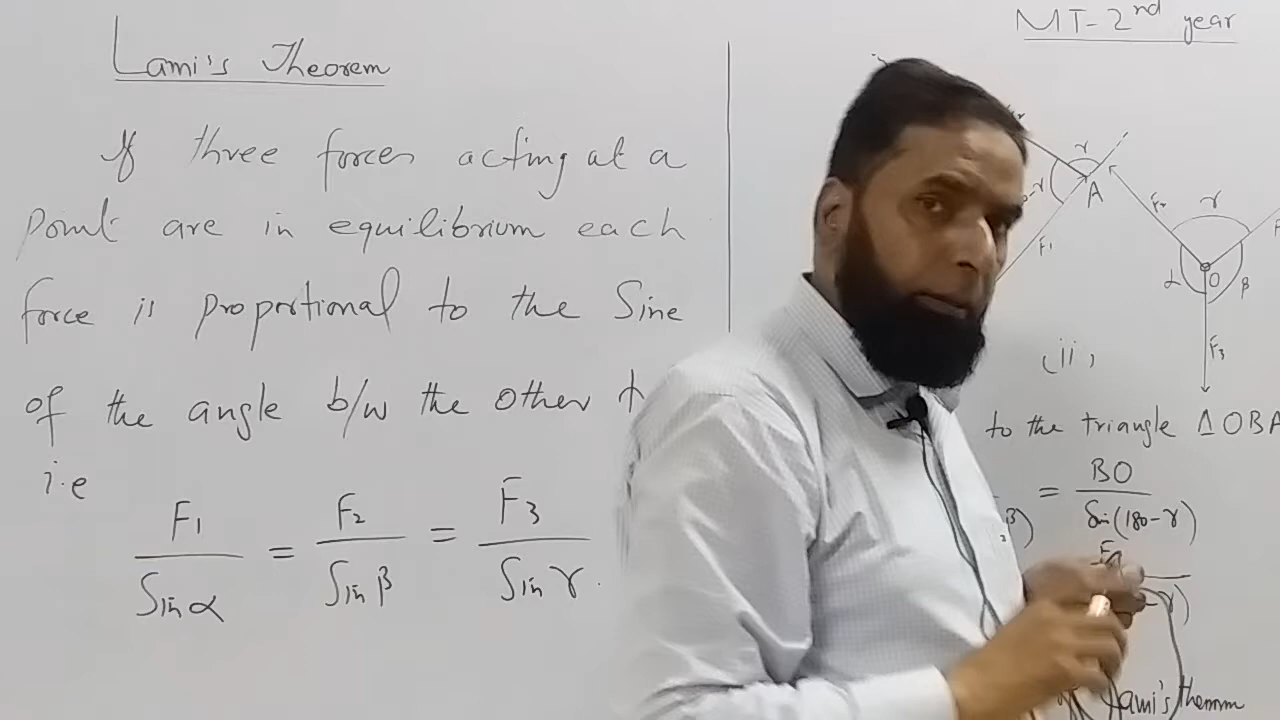 Lami's Theorem
If three forces acting at a
point are in equilibrium each
force is proportional to the Sine
of the angle b/w the other
i.e
F1 / Sin α = F2 / Sin β = F3 / Sin γ.
MT-2nd year
γ
A
F1
F2
γ
α
O
β
F3
(ii)
to the triangle ΔOBA
= BO / Sin(180-γ)
Lami's theorem